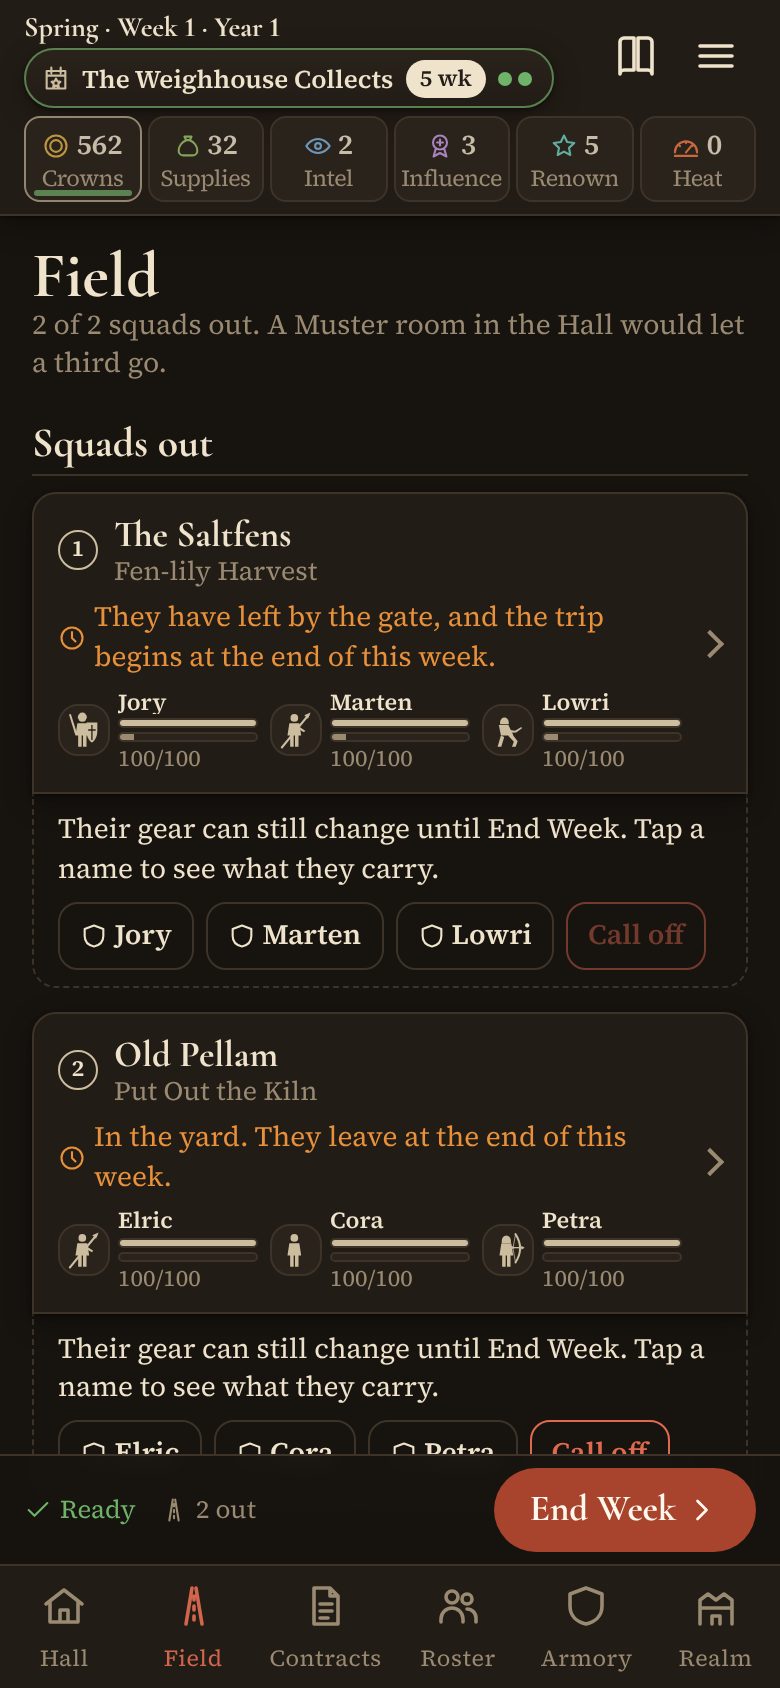 Spring · Week 1 · Year 1
The Weighhouse Collects 5 wk
562 32 2 3 5 0
Crowns Supplies Intel Influence Renown Heat
Field
2 of 2 squads out. A Muster room in the Hall would let
a third go.
Squads out
1 The Saltfens
Fen-lily Harvest
They have left by the gate, and the trip
begins at the end of this week.
Jory Marten Lowri
100/100 100/100 100/100
Their gear can still change until End Week. Tap a
name to see what they carry.
Jory Marten Lowri Call off
2 Old Pellam
Put Out the Kiln
In the yard. They leave at the end of this
week.
Elric Cora Petra
100/100 100/100 100/100
Their gear can still change until End Week. Tap a
name to see what they carry.
Elric Cora Petra Call off
Ready 2 out End Week
Hall Field Contracts Roster Armory Realm